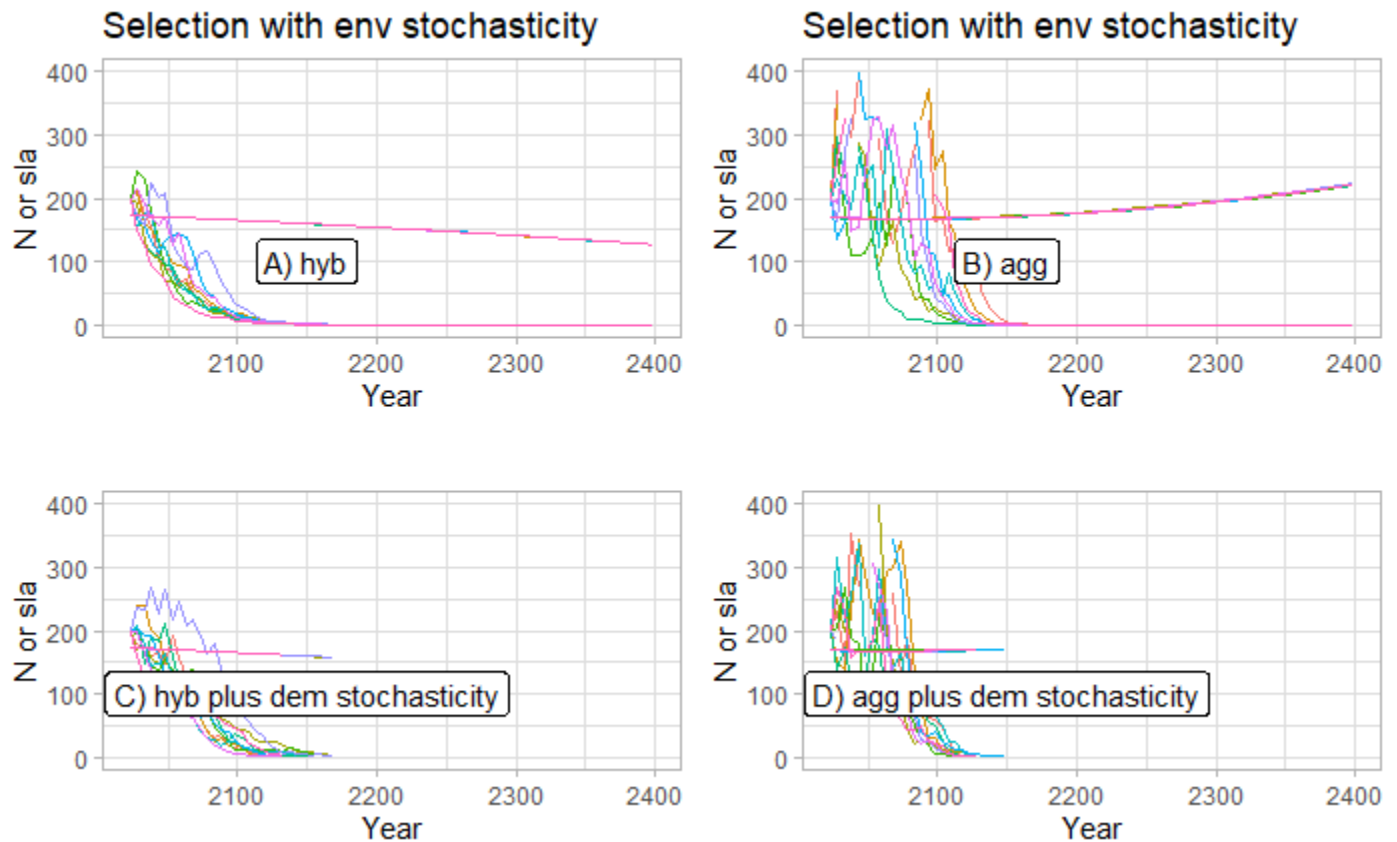 Selection with env stochasticity
400
300
200
100
0
N or sla
A) hyb
2100
2200
2300
2400
Year
Selection with env stochasticity
400
300
200
100
0
N or sla
B) agg
2100
2200
2300
2400
Year
400
300
200
100
0
N or sla
C) hyb plus dem stochasticity
2100
2200
2300
2400
Year
400
300
200
100
0
N or sla
D) agg plus dem stochasticity
2100
2200
2300
2400
Year